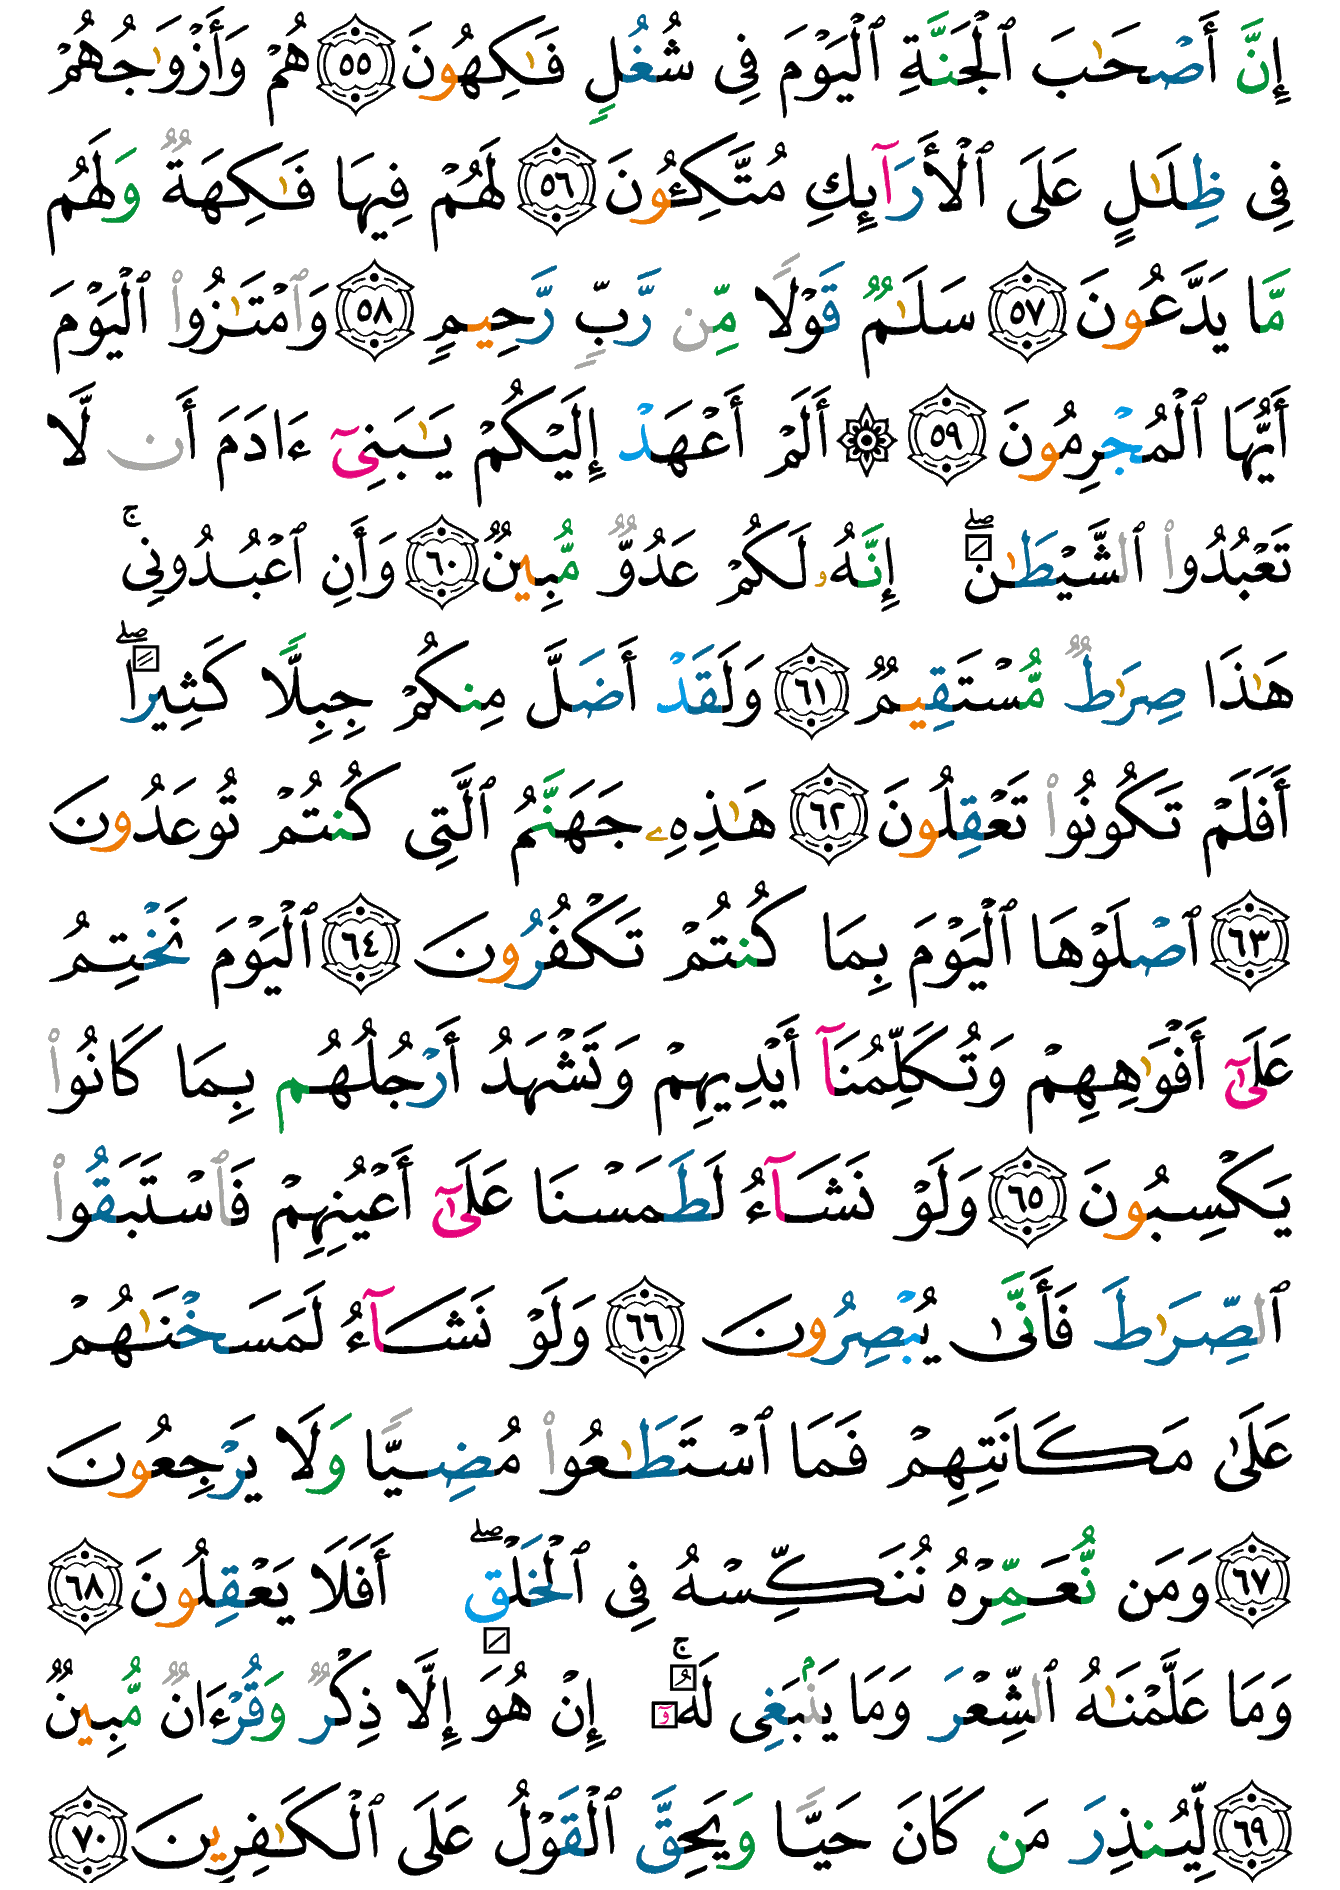 إِنَّ أَصْحَٰبَ ٱلْجَنَّةِ ٱلْيَوْمَ فِى شُغُلٍ فَٰكِهُونَ ٥٥ هُمْ وَأَزْوَٰجُهُمْ
فِى ظِلَٰلٍ عَلَى ٱلْأَرَآئِكِ مُتَّكِـُٔونَ ٥٦ لَهُمْ فِيهَا فَٰكِهَةٌ وَلَهُم
مَّا يَدَّعُونَ ٥٧ سَلَٰمٌ قَوْلًا مِّن رَّبٍّ رَّحِيمٍ ٥٨ وَٱمْتَٰزُوا۟ ٱلْيَوْمَ
أَيُّهَا ٱلْمُجْرِمُونَ ٥٩ ۞ أَلَمْ أَعْهَدْ إِلَيْكُمْ يَٰبَنِىٓ ءَادَمَ أَن لَّا
تَعْبُدُوا۟ ٱلشَّيْطَٰنَ ۖ إِنَّهُۥ لَكُمْ عَدُوٌّ مُّبِينٌ ٦٠ وَأَنِ ٱعْبُدُونِى ۚ
هَٰذَا صِرَٰطٌ مُّسْتَقِيمٌ ٦١ وَلَقَدْ أَضَلَّ مِنكُمْ جِبِلًّا كَثِيرًا ۖ
أَفَلَمْ تَكُونُوا۟ تَعْقِلُونَ ٦٢ هَٰذِهِۦ جَهَنَّمُ ٱلَّتِى كُنتُمْ تُوعَدُونَ
٦٣ ٱصْلَوْهَا ٱلْيَوْمَ بِمَا كُنتُمْ تَكْفُرُونَ ٦٤ ٱلْيَوْمَ نَخْتِمُ
عَلَىٰٓ أَفْوَٰهِهِمْ وَتُكَلِّمُنَآ أَيْدِيهِمْ وَتَشْهَدُ أَرْجُلُهُم بِمَا كَانُوا۟
يَكْسِبُونَ ٦٥ وَلَوْ نَشَآءُ لَطَمَسْنَا عَلَىٰٓ أَعْيُنِهِمْ فَٱسْتَبَقُوا۟
ٱلصِّرَٰطَ فَأَنَّىٰ يُبْصِرُونَ ٦٦ وَلَوْ نَشَآءُ لَمَسَخْنَٰهُمْ
عَلَىٰ مَكَانَتِهِمْ فَمَا ٱسْتَطَٰعُوا۟ مُضِيًّا وَلَا يَرْجِعُونَ
٦٧ وَمَن نُّعَمِّرْهُ نُنَكِّسْهُ فِى ٱلْخَلْقِ ۖ أَفَلَا يَعْقِلُونَ ٦٨
وَمَا عَلَّمْنَٰهُ ٱلشِّعْرَ وَمَا يَنۢبَغِى لَهُۥٓ ۚ إِنْ هُوَ إِلَّا ذِكْرٌ وَقُرْءَانٌ مُّبِينٌ
٦٩ لِّيُنذِرَ مَن كَانَ حَيًّا وَيَحِقَّ ٱلْقَوْلُ عَلَى ٱلْكَٰفِرِينَ ٧٠